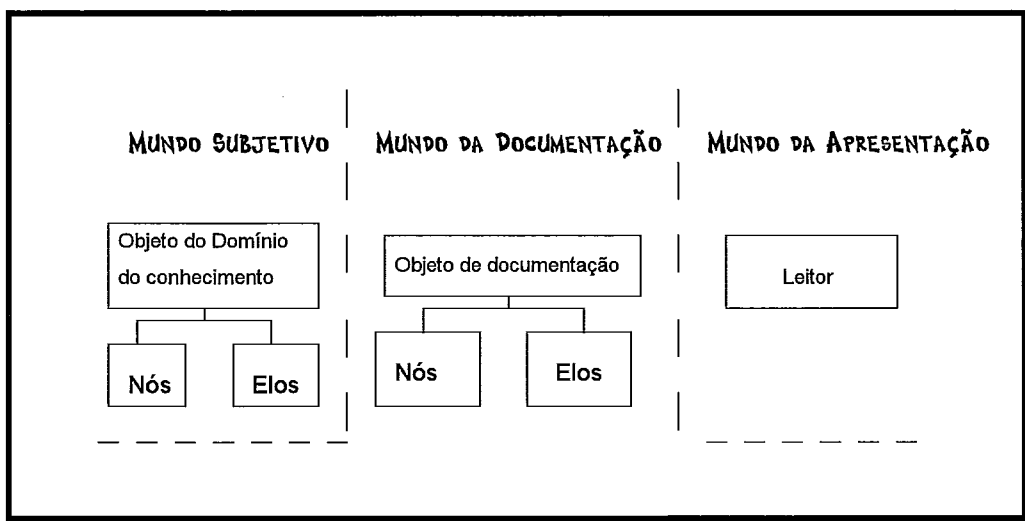 MUNDO SUBJETIVO
MUNDO DA DOCUMENTAÇÃO
MUNDO DA APRESENTAÇÃO
Objeto do Domínio
do conhecimento
Nós
Elos
Objeto de documentação
Nós
Elos
Leitor